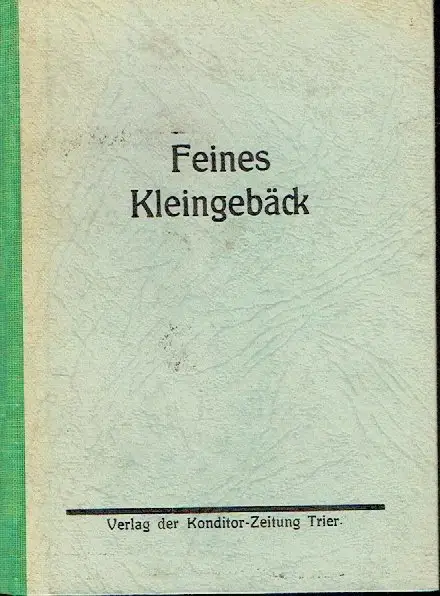 Feines
Kleingebäck
Verlag der Konditor-Zeitung Trier.